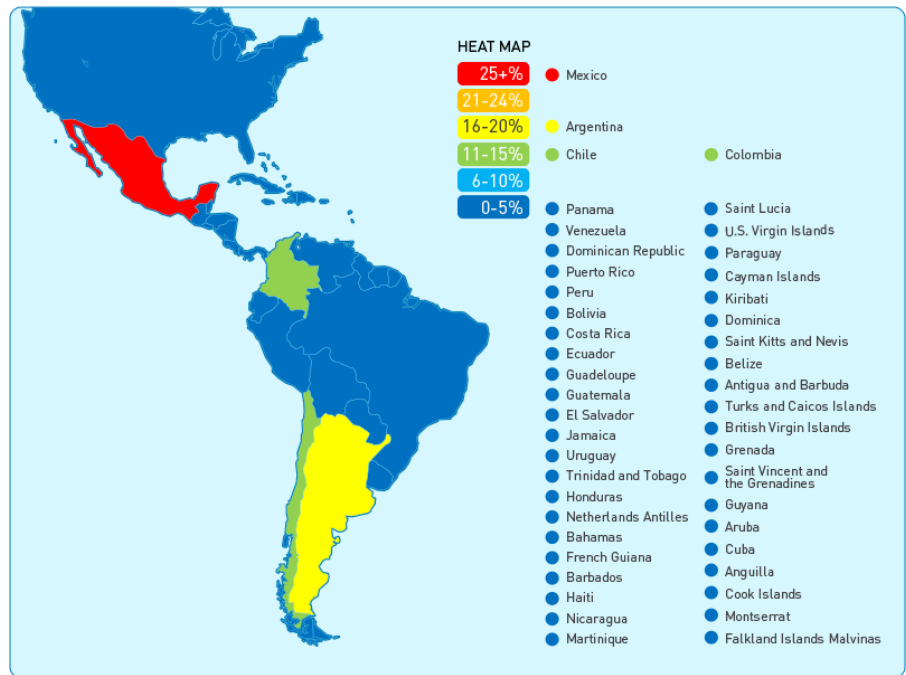 HEAT MAP
25+%
Mexico
21-24%
16-20%
Argentina
11-15%
Chile
Colombia
6-10%
0-5%
Panama
Venezuela
Dominican Republic
Puerto Rico
Peru
Bolivia
Costa Rica
Ecuador
Guadeloupe
Guatemala
El Salvador
Jamaica
Uruguay
Trinidad and Tobago
Honduras
Netherlands Antilles
Bahamas
French Guiana
Barbados
Haiti
Nicaragua
Martinique
Saint Lucia
U.S. Virgin Islands
Paraguay
Cayman Islands
Kiribati
Dominica
Saint Kitts and Nevis
Belize
Antigua and Barbuda
Turks and Caicos Islands
British Virgin Islands
Grenada
Saint Vincent and
the Grenadines
Guyana
Aruba
Cuba
Anguilla
Cook Islands
Montserrat
Falkland Islands Malvinas